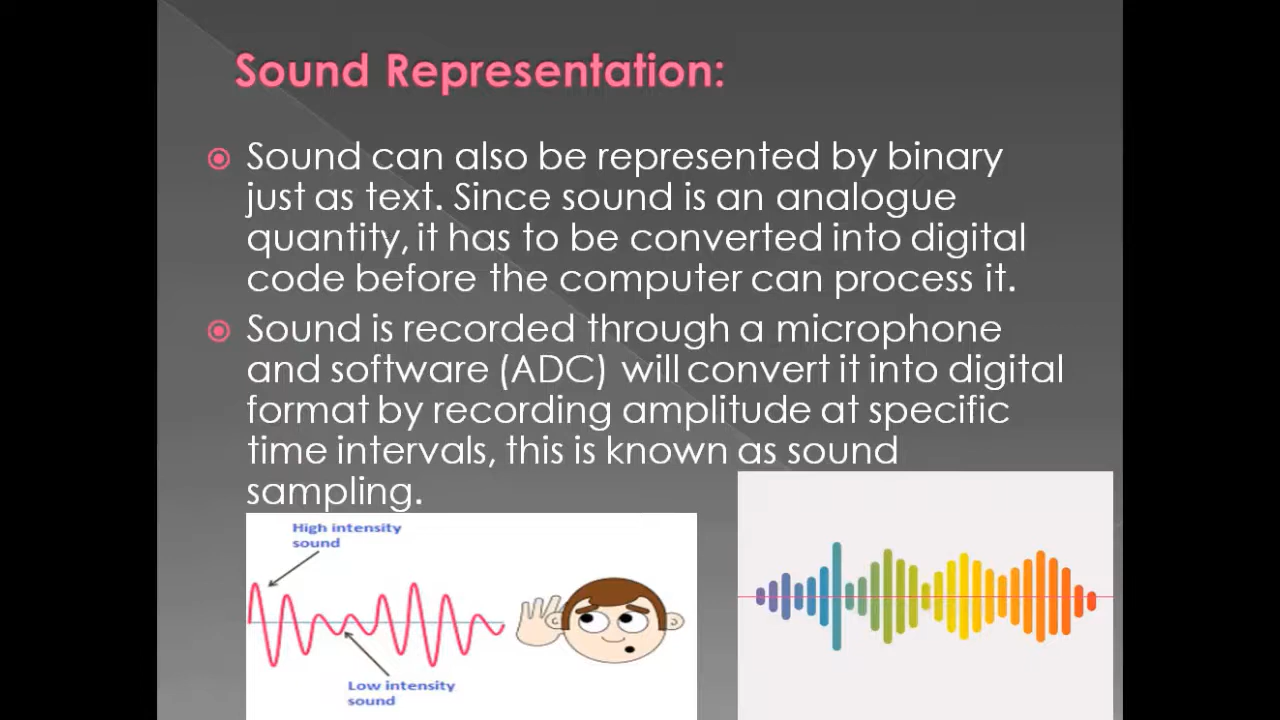 Sound Representation:
Sound can also be represented by binary
just as text. Since sound is an analogue
quantity, it has to be converted into digital
code before the computer can process it.
Sound is recorded through a microphone
and software (ADC) will convert it into digital
format by recording amplitude at specific
time intervals, this is known as sound
sampling.
High intensity
sound
Low intensity
sound